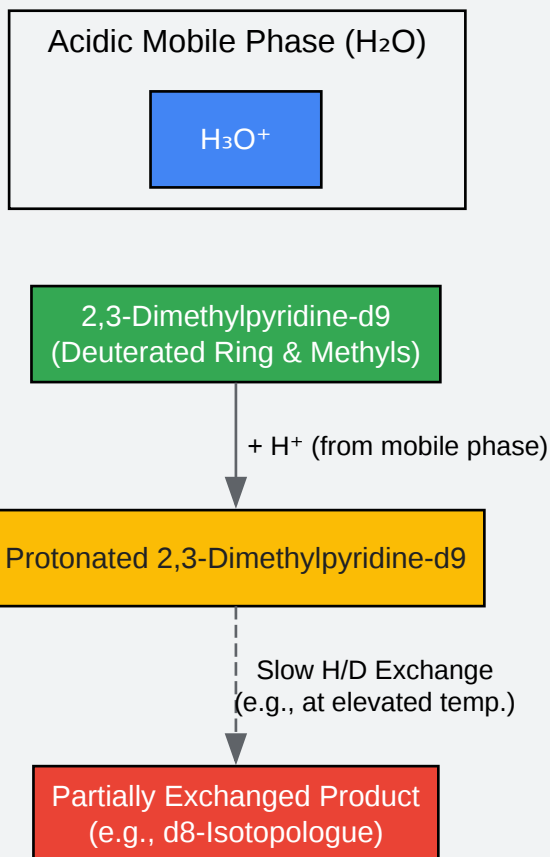 Acidic Mobile Phase (H₂O)
H₃O⁺
2,3-Dimethylpyridine-d9
(Deuterated Ring & Methyls)
+ H⁺ (from mobile phase)
Protonated 2,3-Dimethylpyridine-d9
Slow H/D Exchange
(e.g., at elevated temp.)
Partially Exchanged Product
(e.g., d8-Isotopologue)